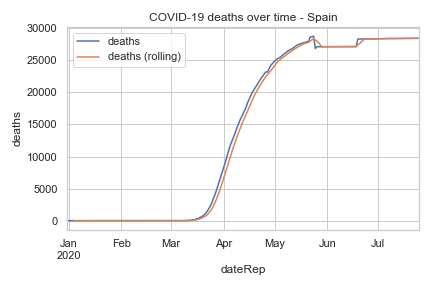 COVID-19 deaths over time - Spain
deaths
deaths (rolling)
30000
25000
20000
15000
10000
5000
0
deaths
Jan Feb Mar Apr May Jun Jul
2020
dateRep